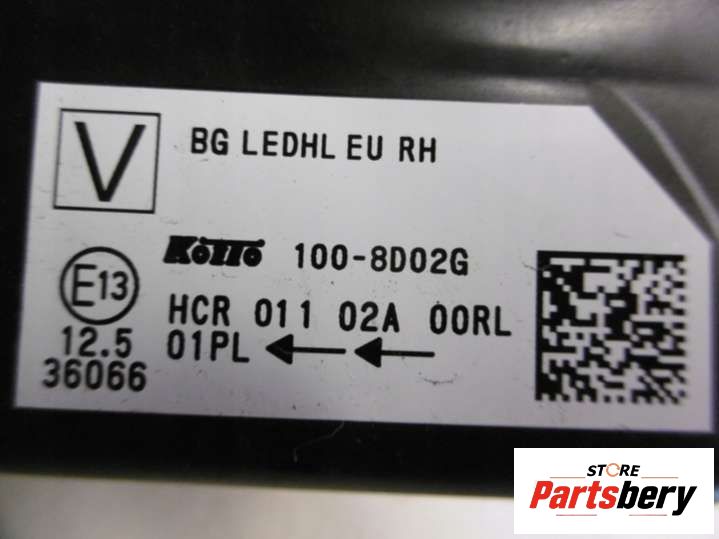 V
BG LEDHL EU RH
KOITO 100-8D02G
E13
HCR 011 02A 00RL
12.5 01PL
36066
STORE
Partsbery